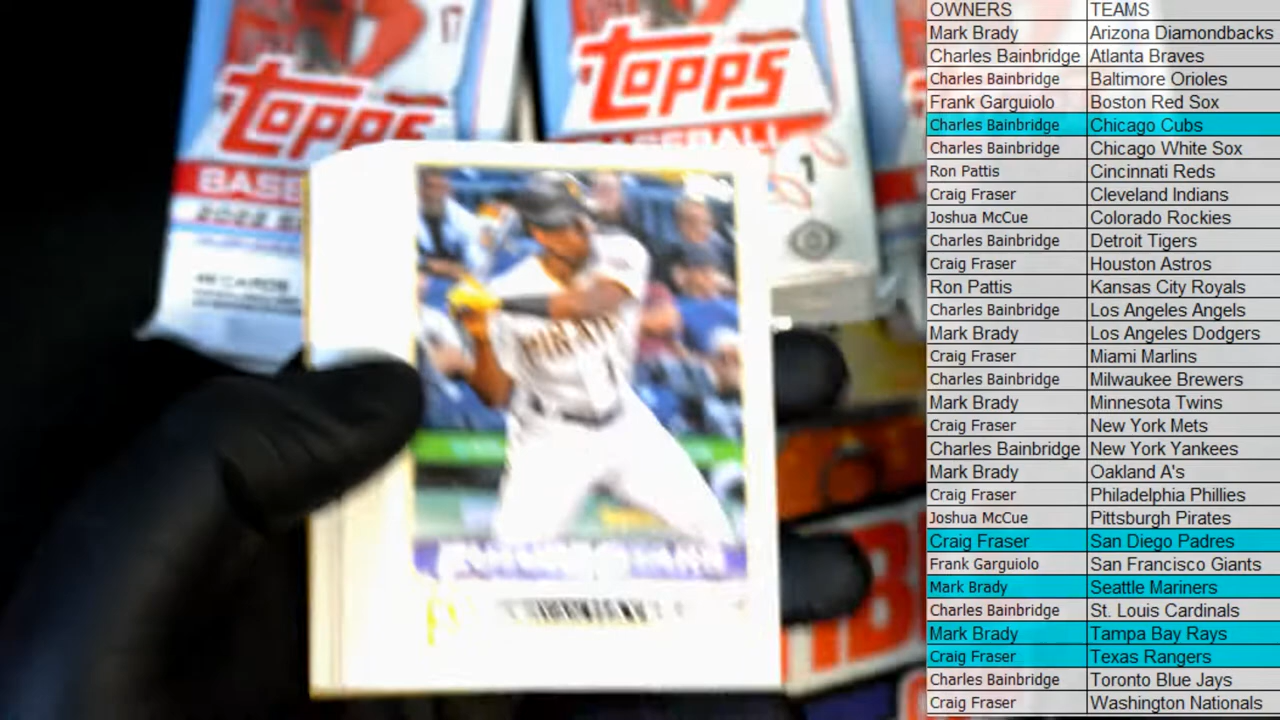 17
TOPPS
TOPPS
BASEBALL
1
PIRATES
OWNERS TEAMS
Mark Brady Arizona Diamondbacks
Charles Bainbridge Atlanta Braves
Charles Bainbridge Baltimore Orioles
Frank Garguiolo Boston Red Sox
Charles Bainbridge Chicago Cubs
Charles Bainbridge Chicago White Sox
Ron Pattis Cincinnati Reds
Craig Fraser Cleveland Indians
Joshua McCue Colorado Rockies
Charles Bainbridge Detroit Tigers
Craig Fraser Houston Astros
Ron Pattis Kansas City Royals
Charles Bainbridge Los Angeles Angels
Mark Brady Los Angeles Dodgers
Craig Fraser Miami Marlins
Charles Bainbridge Milwaukee Brewers
Mark Brady Minnesota Twins
Craig Fraser New York Mets
Charles Bainbridge New York Yankees
Mark Brady Oakland A's
Craig Fraser Philadelphia Phillies
Joshua McCue Pittsburgh Pirates
Craig Fraser San Diego Padres
Frank Garguiolo San Francisco Giants
Mark Brady Seattle Mariners
Charles Bainbridge St. Louis Cardinals
Mark Brady Tampa Bay Rays
Craig Fraser Texas Rangers
Charles Bainbridge Toronto Blue Jays
Craig Fraser Washington Nationals